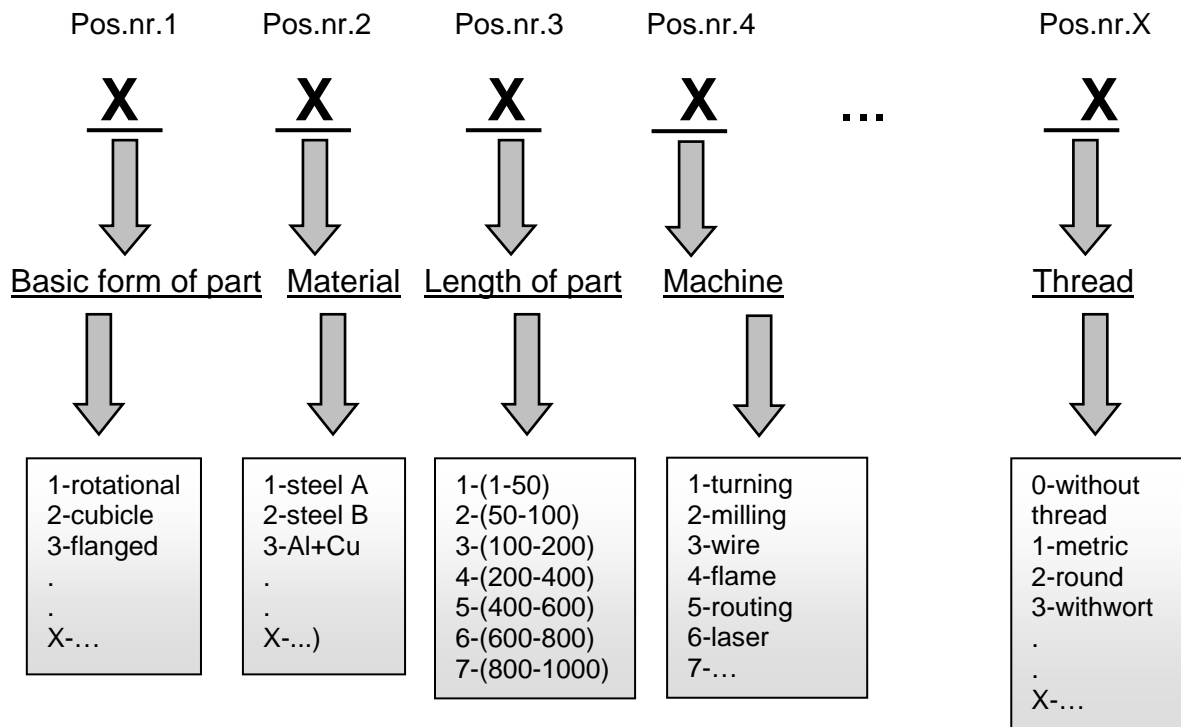 Pos.nr.1 Pos.nr.2 Pos.nr.3 Pos.nr.4 Pos.nr.X
X X X X ... X
Basic form of part Material Length of part Machine Thread
1-rotational
2-cubicle
3-flanged
.
.
X-…
1-steel A
2-steel B
3-Al+Cu
.
.
X-...)
1-(1-50)
2-(50-100)
3-(100-200)
4-(200-400)
5-(400-600)
6-(600-800)
7-(800-1000)
1-turning
2-milling
3-wire
4-flame
5-routing
6-laser
7-…
0-without
thread
1-metric
2-round
3-withwort
.
.
X-…